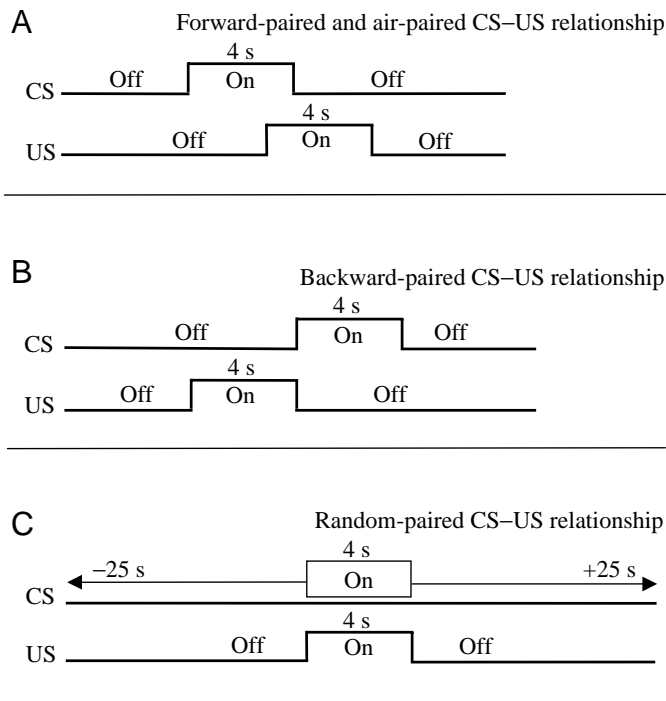 A
Forward-paired and air-paired CS–US relationship
4 s
CS Off On Off
4 s
US Off On Off
B
Backward-paired CS–US relationship
4 s
CS Off On Off
4 s
US Off On Off
C
Random-paired CS–US relationship
4 s
−25 s On +25 s
CS
4 s
US Off On Off